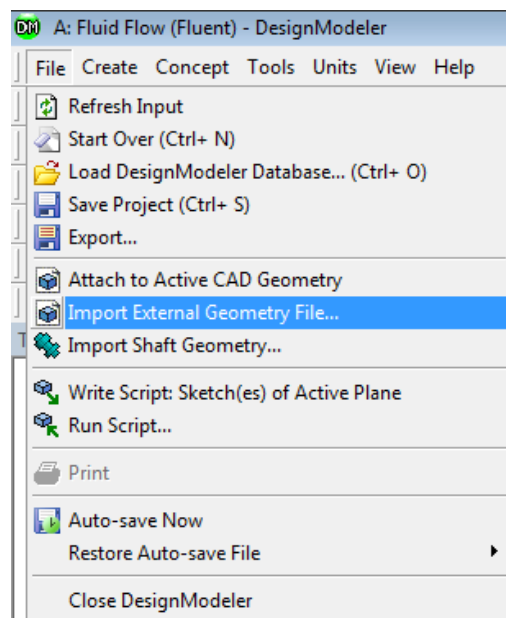 DM A: Fluid Flow (Fluent) - DesignModeler
File Create Concept Tools Units View Help
Refresh Input
Start Over (Ctrl+ N)
Load DesignModeler Database... (Ctrl+ O)
Save Project (Ctrl+ S)
Export...
Attach to Active CAD Geometry
Import External Geometry File...
Import Shaft Geometry...
Write Script: Sketch(es) of Active Plane
Run Script...
Print
Auto-save Now
Restore Auto-save File
Close DesignModeler